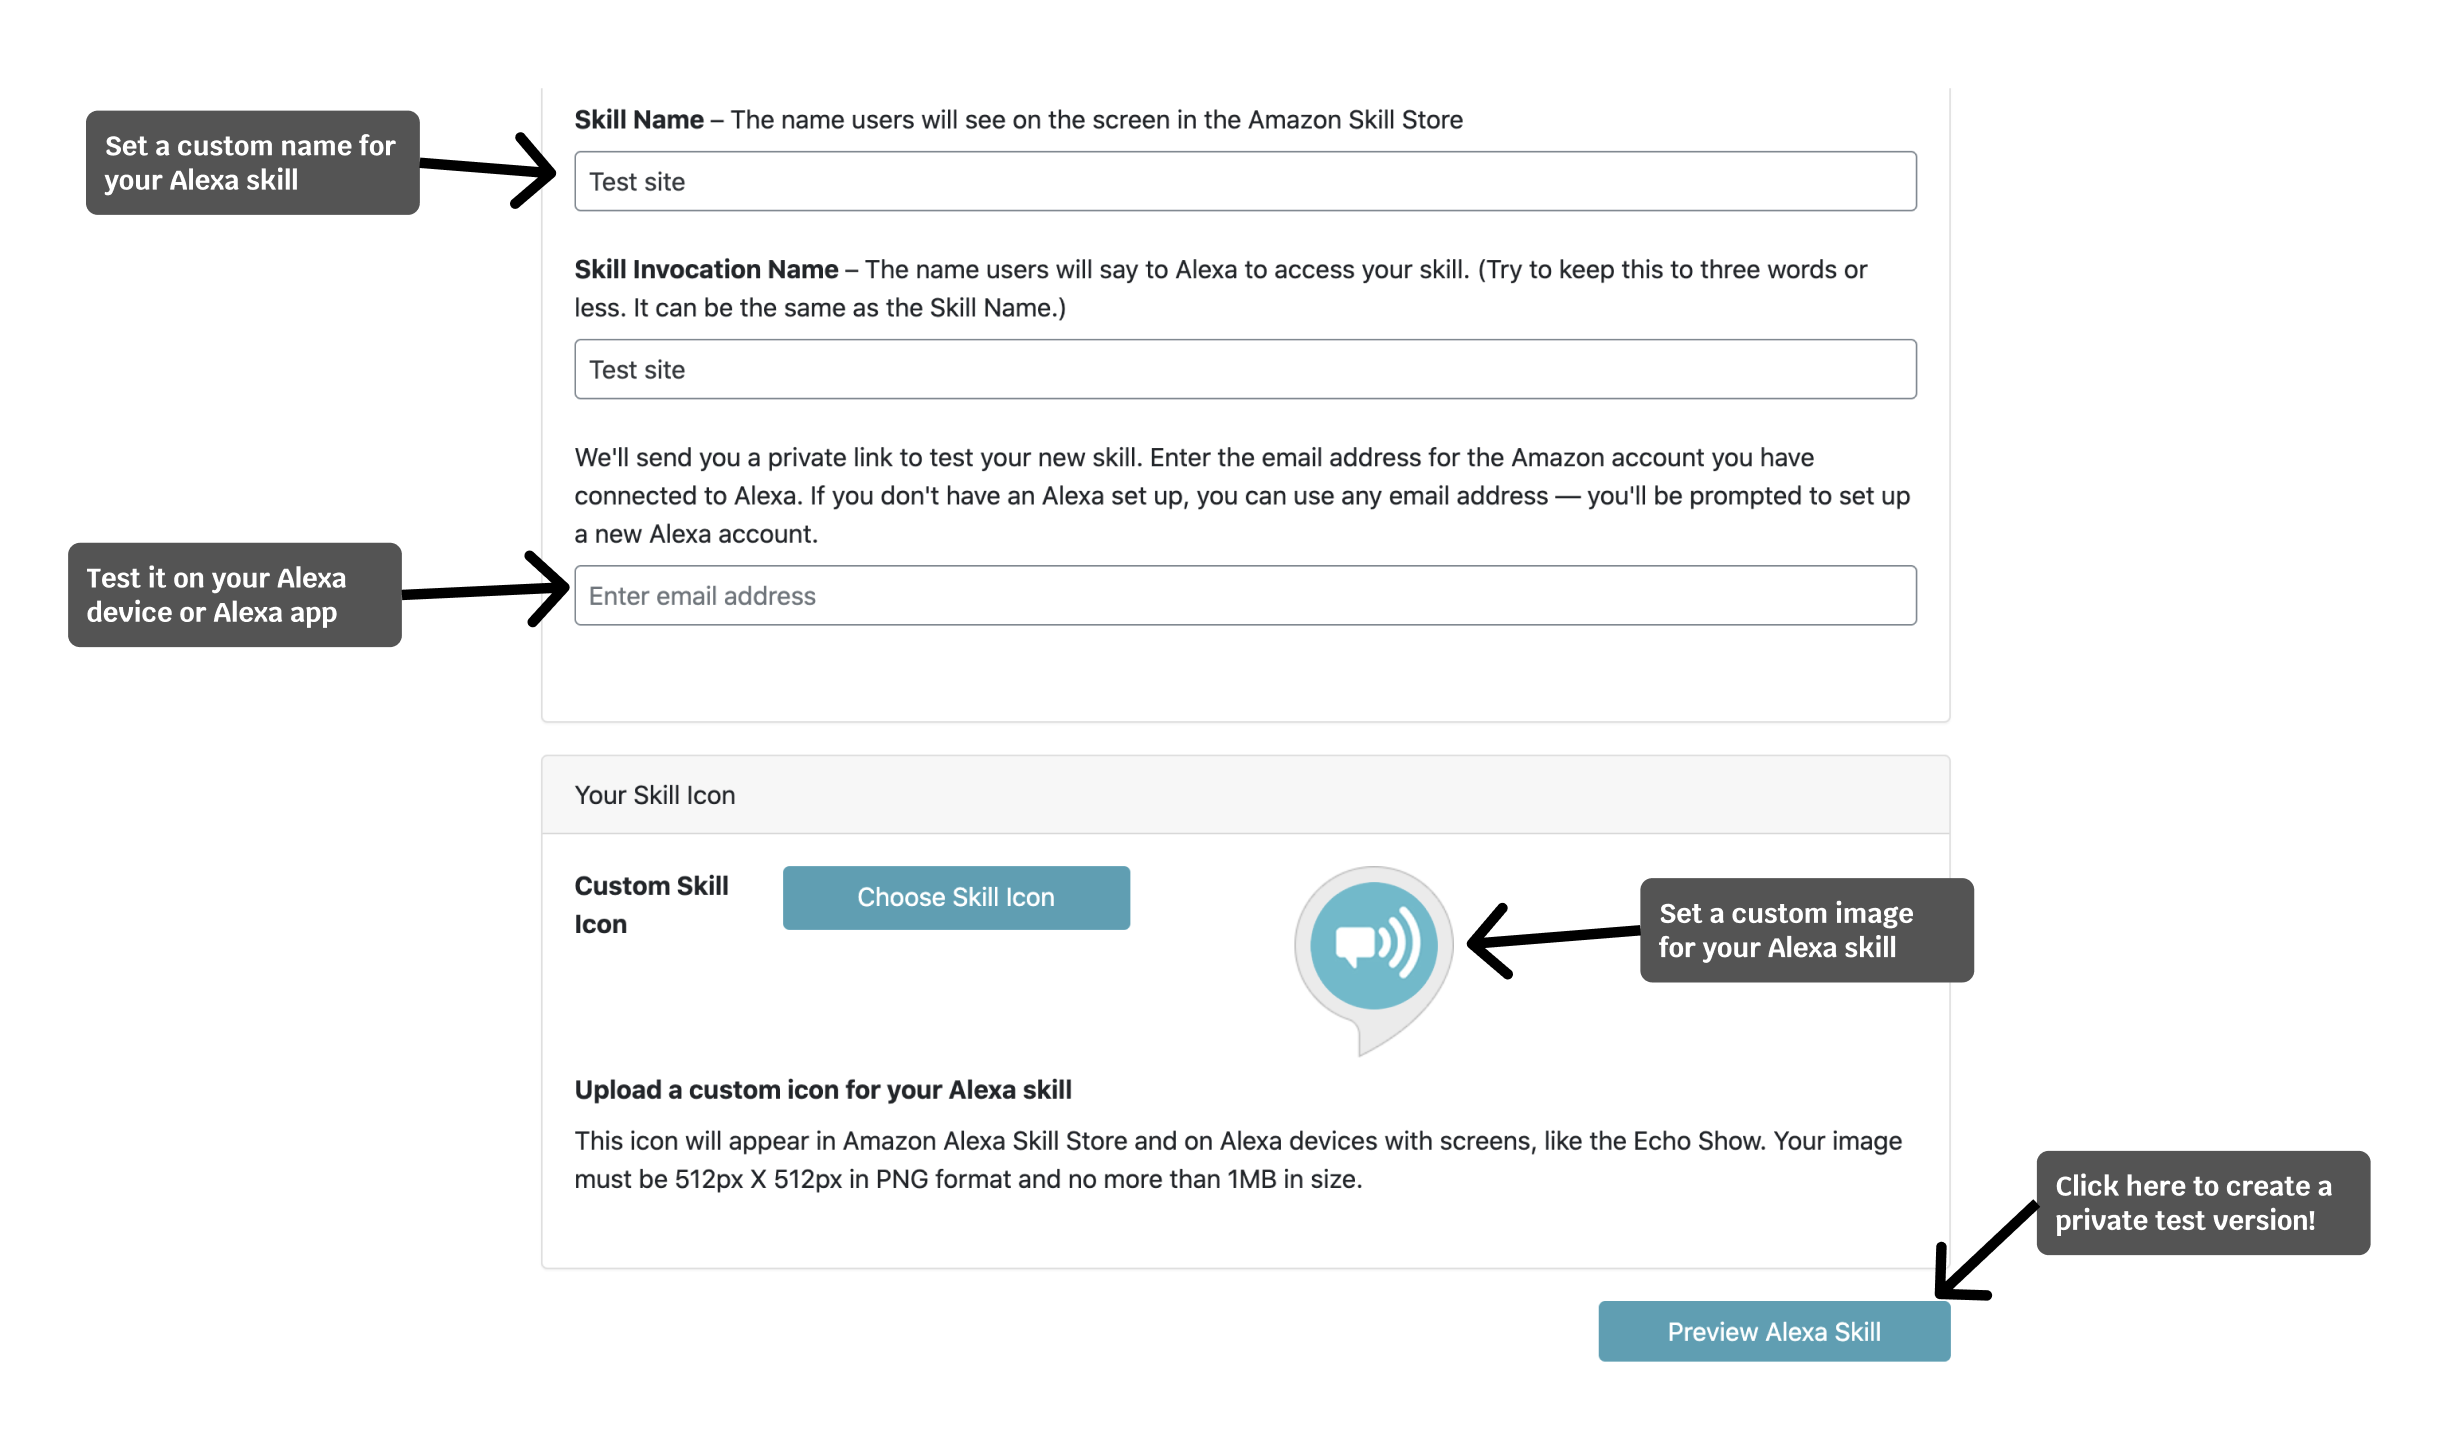 Skill Name – The name users will see on the screen in the Amazon Skill Store
Set a custom name for
your Alexa skill
Test site
Skill Invocation Name – The name users will say to Alexa to access your skill. (Try to keep this to three words or
less. It can be the same as the Skill Name.)
Test site
We'll send you a private link to test your new skill. Enter the email address for the Amazon account you have
connected to Alexa. If you don't have an Alexa set up, you can use any email address — you'll be prompted to set up
a new Alexa account.
Test it on your Alexa
device or Alexa app
Enter email address
Your Skill Icon
Custom Skill
Icon
Choose Skill Icon
Set a custom image
for your Alexa skill
Upload a custom icon for your Alexa skill
This icon will appear in Amazon Alexa Skill Store and on Alexa devices with screens, like the Echo Show. Your image
must be 512px X 512px in PNG format and no more than 1MB in size.
Click here to create a
private test version!
Preview Alexa Skill